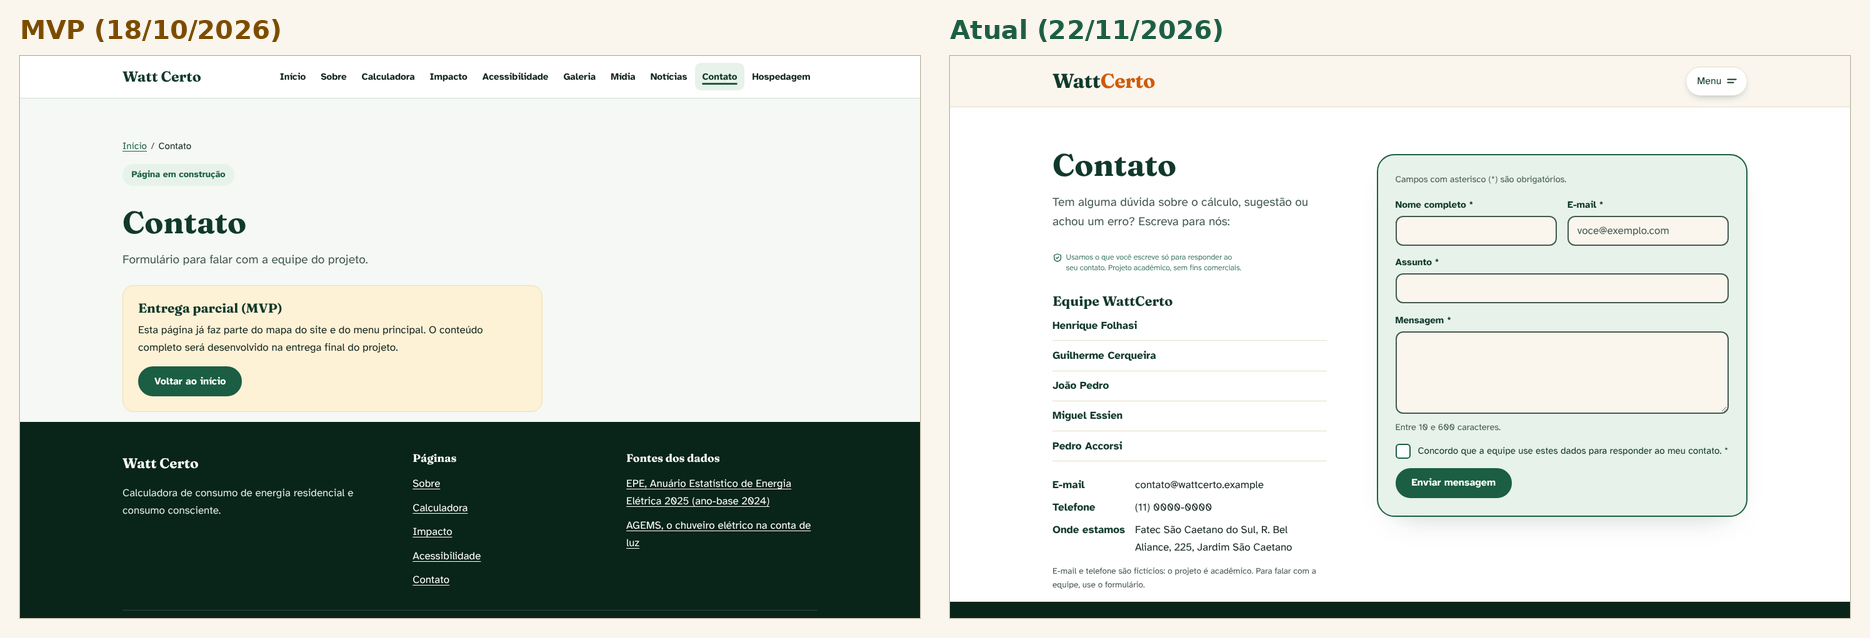 MVP (18/10/2026)
Watt Certo
Início Sobre Calculadora Impacto Acessibilidade Galeria Mídia Notícias Contato Hospedagem
Início / Contato
Página em construção
Contato
Formulário para falar com a equipe do projeto.
Entrega parcial (MVP)
Esta página já faz parte do mapa do site e do menu principal. O conteúdo
completo será desenvolvido na entrega final do projeto.
Voltar ao início
Watt Certo
Calculadora de consumo de energia residencial e
consumo consciente.
Páginas
Sobre
Calculadora
Impacto
Acessibilidade
Contato
Fontes dos dados
EPE, Anuário Estatístico de Energia
Elétrica 2025 (ano-base 2024)
AGEMS, o chuveiro elétrico na conta de
luz
Atual (22/11/2026)
WattCerto
Menu
Contato
Tem alguma dúvida sobre o cálculo, sugestão ou
achou um erro? Escreva para nós:
Usamos o que você escreve só para responder ao
seu contato. Projeto acadêmico, sem fins comerciais.
Equipe WattCerto
Henrique Folhasi
Guilherme Cerqueira
João Pedro
Miguel Essien
Pedro Accorsi
E-mail contato@wattcerto.example
Telefone (11) 0000-0000
Onde estamos Fatec São Caetano do Sul, R. Bel
Aliance, 225, Jardim São Caetano
E-mail e telefone são fictícios: o projeto é acadêmico. Para falar com a
equipe, use o formulário.
Campos com asterisco (*) são obrigatórios.
Nome completo * E-mail *
voce@exemplo.com
Assunto *
Mensagem *
Entre 10 e 600 caracteres.
Concordo que a equipe use estes dados para responder ao meu contato. *
Enviar mensagem